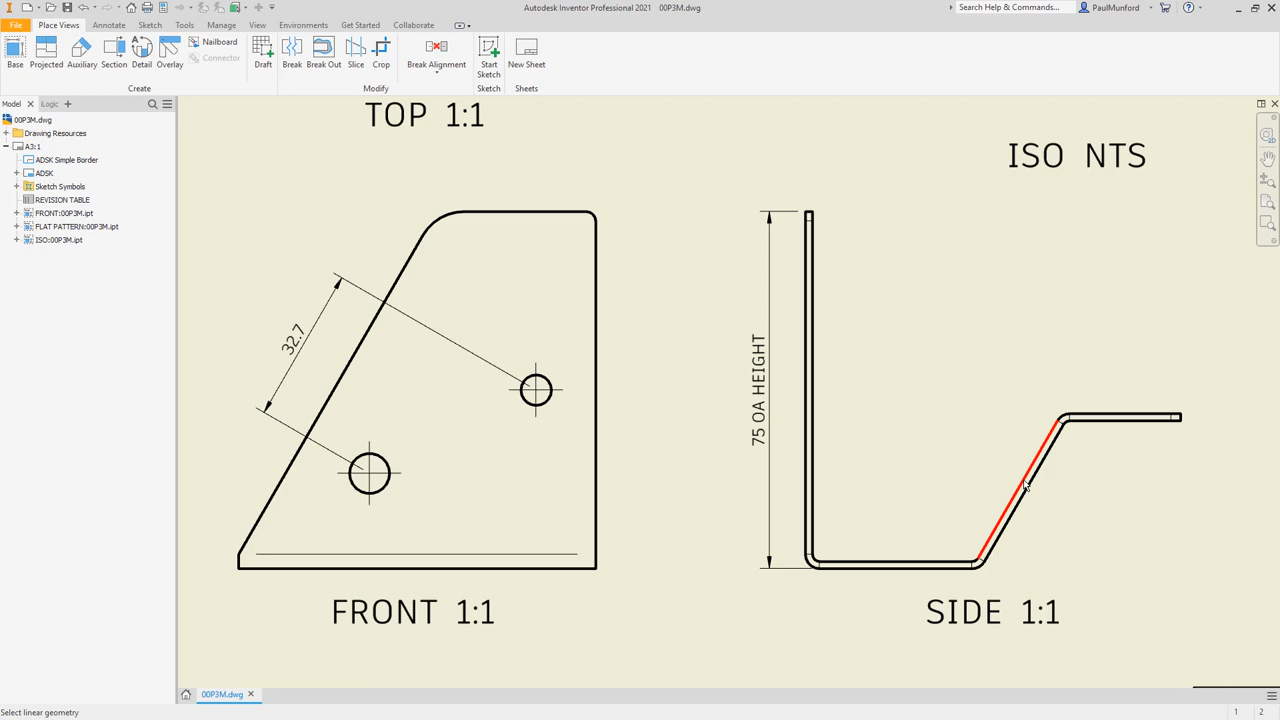 Autodesk Inventor Professional 2021 00P3M.dwg
Search Help & Commands...
PaulMunford
File Place Views Annotate Sketch Tools Manage View Environments Get Started Collaborate
Base Projected Auxiliary Section Detail Overlay
Nailboard
Connector
Draft Break Break Out Slice Crop
Break Alignment
Start Sketch
New Sheet
Create Modify Sketch Sheets
Model iLogic
00P3M.dwg
Drawing Resources
A3:1
ADSK Simple Border
ADSK
Sketch Symbols
REVISION TABLE
FRONT:00P3M.ipt
FLAT PATTERN:00P3M.ipt
ISO:00P3M.ipt
TOP 1:1
ISO NTS
32.7
75 OA HEIGHT
FRONT 1:1
SIDE 1:1
00P3M.dwg
Select linear geometry
1 2